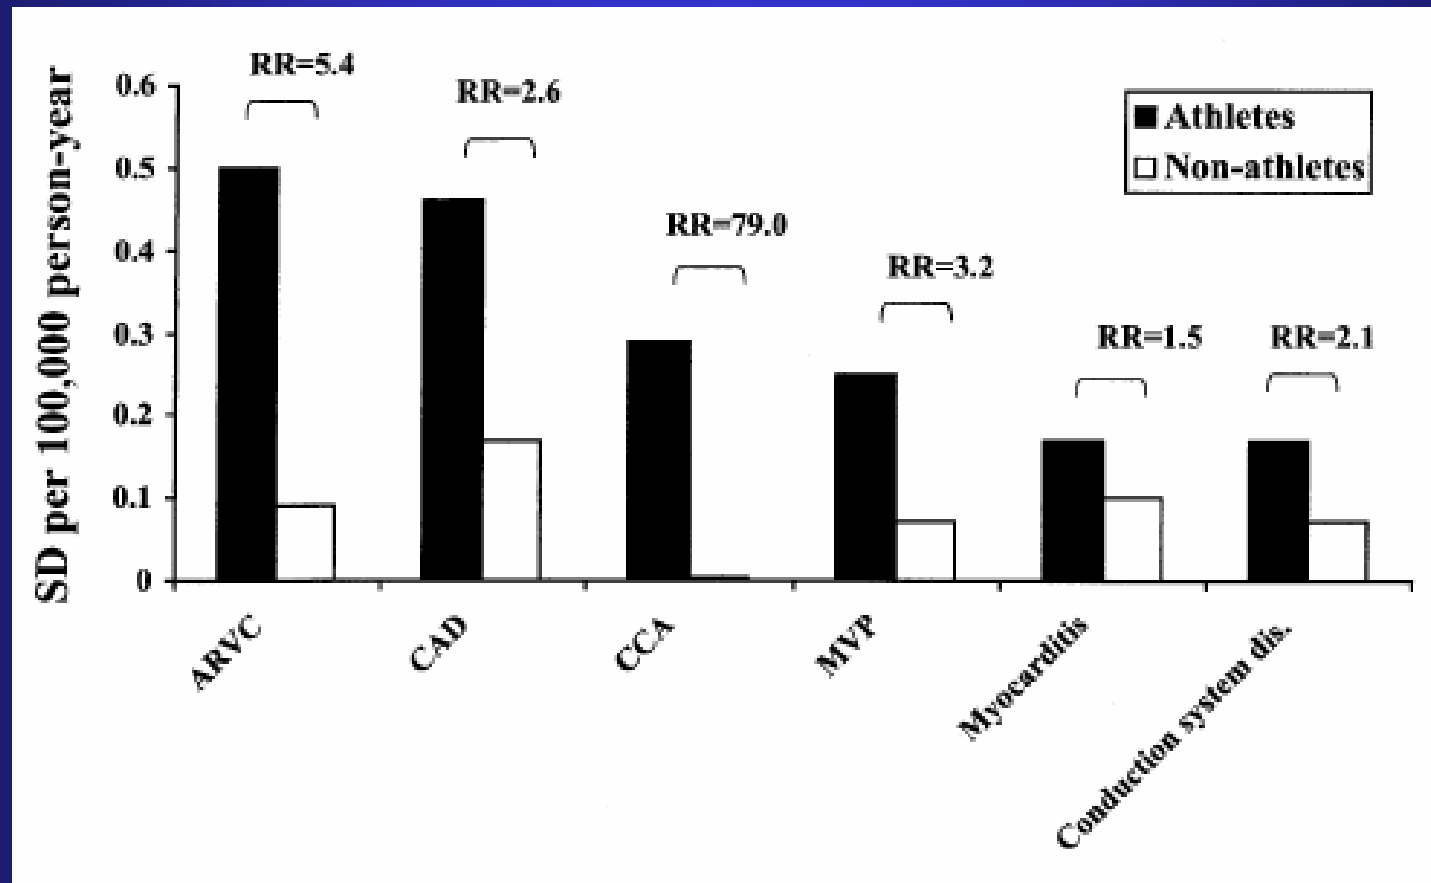 RR=5.4
RR=2.6
RR=79.0
RR=3.2
RR=1.5
RR=2.1
Athletes
Non-athletes
SD per 100,000 person-year
0.6
0.5
0.4
0.3
0.2
0.1
0
ARVC
CAD
CCA
MVP
Myocarditis
Conduction system dis.